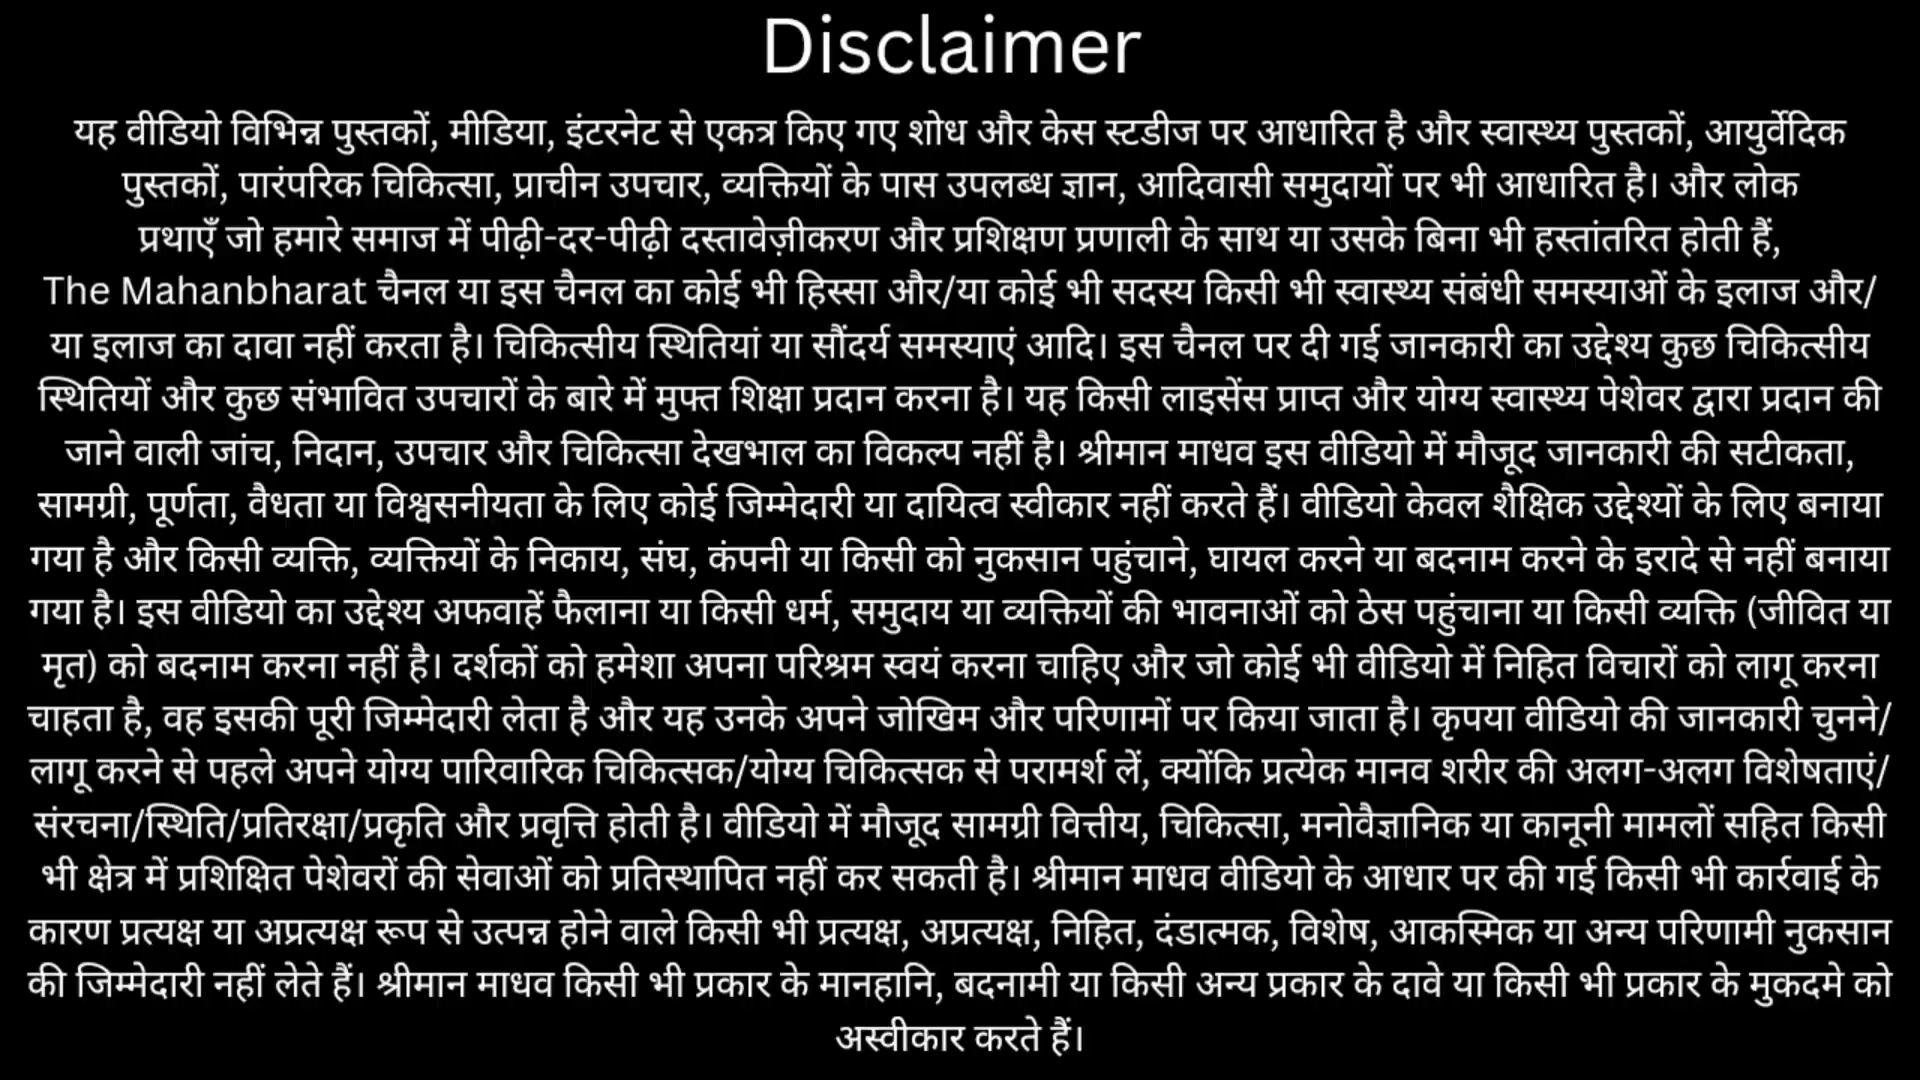 Disclaimer
यह वीडियो विभिन्न पुस्तकों, मीडिया, इंटरनेट से एकत्र किए गए शोध और केस स्टडीज पर आधारित है और स्वास्थ्य पुस्तकों, आयुर्वेदिक
पुस्तकों, पारंपरिक चिकित्सा, प्राचीन उपचार, व्यक्तियों के पास उपलब्ध ज्ञान, आदिवासी समुदायों पर भी आधारित है। और लोक
प्रथाएँ जो हमारे समाज में पीढ़ी-दर-पीढ़ी दस्तावेज़ीकरण और प्रशिक्षण प्रणाली के साथ या उसके बिना भी हस्तांतरित होती हैं,
The Mahanbharat चैनल या इस चैनल का कोई भी हिस्सा और/या कोई भी सदस्य किसी भी स्वास्थ्य संबंधी समस्याओं के इलाज और/
या इलाज का दावा नहीं करता है। चिकित्सीय स्थितियां या सौंदर्य समस्याएं आदि। इस चैनल पर दी गई जानकारी का उद्देश्य कुछ चिकित्सीय
स्थितियों और कुछ संभावित उपचारों के बारे में मुफ्त शिक्षा प्रदान करना है। यह किसी लाइसेंस प्राप्त और योग्य स्वास्थ्य पेशेवर द्वारा प्रदान की
जाने वाली जांच, निदान, उपचार और चिकित्सा देखभाल का विकल्प नहीं है। श्रीमान माधव इस वीडियो में मौजूद जानकारी की सटीकता,
सामग्री, पूर्णता, वैधता या विश्वसनीयता के लिए कोई जिम्मेदारी या दायित्व स्वीकार नहीं करते हैं। वीडियो केवल शैक्षिक उद्देश्यों के लिए बनाया
गया है और किसी व्यक्ति, व्यक्तियों के निकाय, संघ, कंपनी या किसी को नुकसान पहुंचाने, घायल करने या बदनाम करने के इरादे से नहीं बनाया
गया है। इस वीडियो का उद्देश्य अफवाहें फैलाना या किसी धर्म, समुदाय या व्यक्तियों की भावनाओं को ठेस पहुंचाना या किसी व्यक्ति (जीवित या
मृत) को बदनाम करना नहीं है। दर्शकों को हमेशा अपना परिश्रम स्वयं करना चाहिए और जो कोई भी वीडियो में निहित विचारों को लागू करना
चाहता है, वह इसकी पूरी जिम्मेदारी लेता है और यह उनके अपने जोखिम और परिणामों पर किया जाता है। कृपया वीडियो की जानकारी चुनने/
लागू करने से पहले अपने योग्य पारिवारिक चिकित्सक/योग्य चिकित्सक से परामर्श लें, क्योंकि प्रत्येक मानव शरीर की अलग-अलग विशेषताएं/
संरचना/स्थिति/प्रतिरक्षा/प्रकृति और प्रवृत्ति होती है। वीडियो में मौजूद सामग्री वित्तीय, चिकित्सा, मनोवैज्ञानिक या कानूनी मामलों सहित किसी
भी क्षेत्र में प्रशिक्षित पेशेवरों की सेवाओं को प्रतिस्थापित नहीं कर सकती है। श्रीमान माधव वीडियो के आधार पर की गई किसी भी कार्रवाई के
कारण प्रत्यक्ष या अप्रत्यक्ष रूप से उत्पन्न होने वाले किसी भी प्रत्यक्ष, अप्रत्यक्ष, निहित, दंडात्मक, विशेष, आकस्मिक या अन्य परिणामी नुकसान
की जिम्मेदारी नहीं लेते हैं। श्रीमान माधव किसी भी प्रकार के मानहानि, बदनामी या किसी अन्य प्रकार के दावे या किसी भी प्रकार के मुकदमे को
अस्वीकार करते हैं।